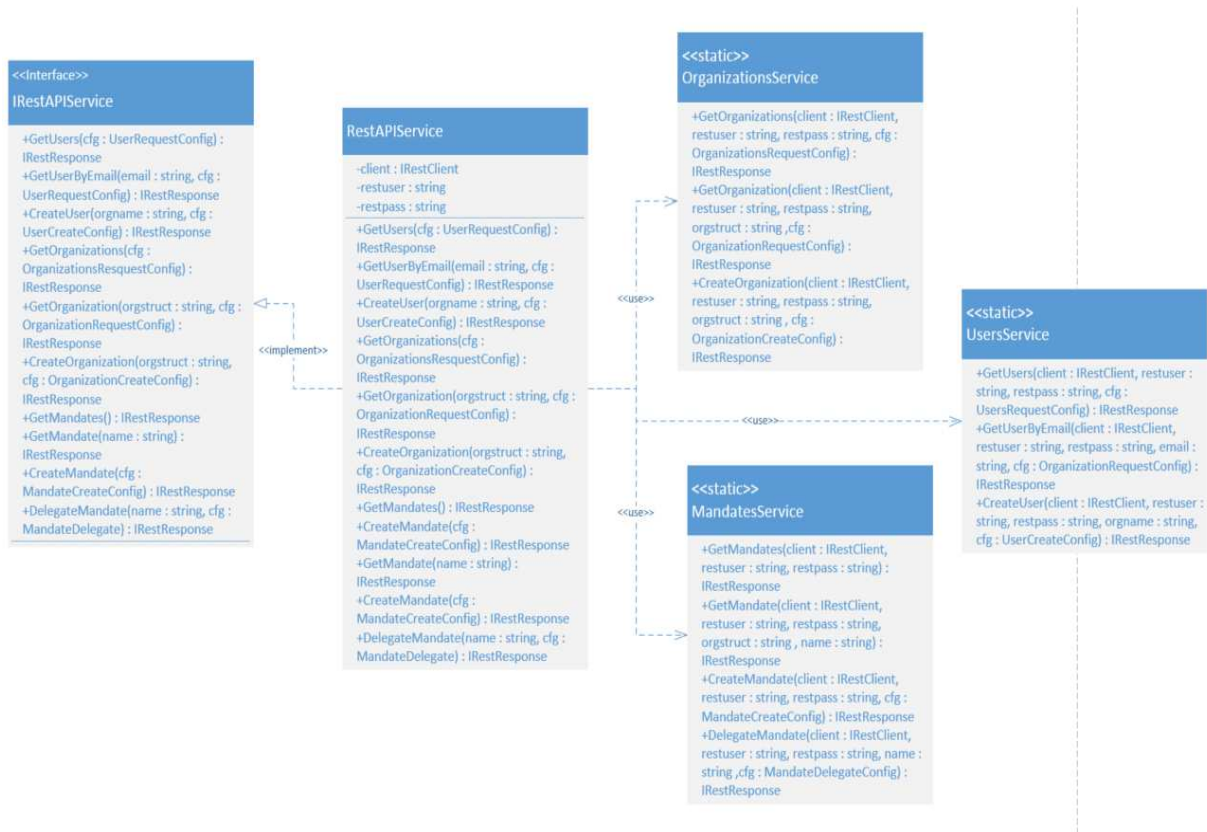 <<Interface>>
IRestAPIService
+GetUsers(cfg : UserRequestConfig) :
IRestResponse
+GetUserByEmail(email : string, cfg :
UserRequestConfig) : IRestResponse
+CreateUser(orgname : string, cfg :
UserCreateConfig) : IRestResponse
+GetOrganizations(cfg :
OrganizationsResquestConfig) :
IRestResponse
+GetOrganization(orgstruct : string, cfg :
OrganizationRequestConfig) :
IRestResponse
+CreateOrganization(orgstruct : string,
cfg : OrganizationCreateConfig) :
IRestResponse
+GetMandates() : IRestResponse
+GetMandate(name : string) :
IRestResponse
+CreateMandate(cfg :
MandateCreateConfig) : IRestResponse
+DelegateMandate(name : string, cfg :
MandateDelegate) : IRestResponse
<<implement>>
RestAPIService
-client : IRestClient
-restuser : string
-restpass : string
+GetUsers(cfg : UserRequestConfig) :
IRestResponse
+GetUserByEmail(email : string, cfg :
UserRequestConfig) : IRestResponse
+CreateUser(orgname : string, cfg :
UserCreateConfig) : IRestResponse
+GetOrganizations(cfg :
OrganizationsResquestConfig) :
IRestResponse
+GetOrganization(orgstruct : string, cfg :
OrganizationRequestConfig) :
IRestResponse
+CreateOrganization(orgstruct : string,
cfg : OrganizationCreateConfig) :
IRestResponse
+GetMandates() : IRestResponse
+CreateMandate(cfg :
MandateCreateConfig) : IRestResponse
+GetMandate(name : string) :
IRestResponse
+CreateMandate(cfg :
MandateCreateConfig) : IRestResponse
+DelegateMandate(name : string, cfg :
MandateDelegate) : IRestResponse
<<use>>
<<use>>
<<use>>
<<static>>
OrganizationsService
+GetOrganizations(client : IRestClient,
restuser : string, restpass : string, cfg :
OrganizationsRequestConfig) :
IRestResponse
+GetOrganization(client : IRestClient,
restuser : string, restpass : string,
orgstruct : string ,cfg :
OrganizationRequestConfig) :
IRestResponse
+CreateOrganization(client : IRestClient,
restuser : string, restpass : string,
orgstruct : string , cfg :
OrganizationCreateConfig) :
IRestResponse
<<static>>
MandatesService
+GetMandates(client : IRestClient,
restuser : string, restpass : string) :
IRestResponse
+GetMandate(client : IRestClient,
restuser : string, restpass : string,
orgstruct : string , name : string) :
IRestResponse
+CreateMandate(client : IRestClient,
restuser : string, restpass : string, cfg :
MandateCreateConfig) : IRestResponse
+DelegateMandate(client : IRestClient,
restuser : string, restpass : string, name :
string ,cfg : MandateDelegateConfig) :
IRestResponse
<<static>>
UsersService
+GetUsers(client : IRestClient, restuser :
string, restpass : string, cfg :
UsersRequestConfig) : IRestResponse
+GetUserByEmail(client : IRestClient,
restuser : string, restpass : string, email :
string, cfg : OrganizationRequestConfig) :
IRestResponse
+CreateUser(client : IRestClient, restuser :
string, restpass : string, orgname : string,
cfg : UserCreateConfig) : IRestResponse